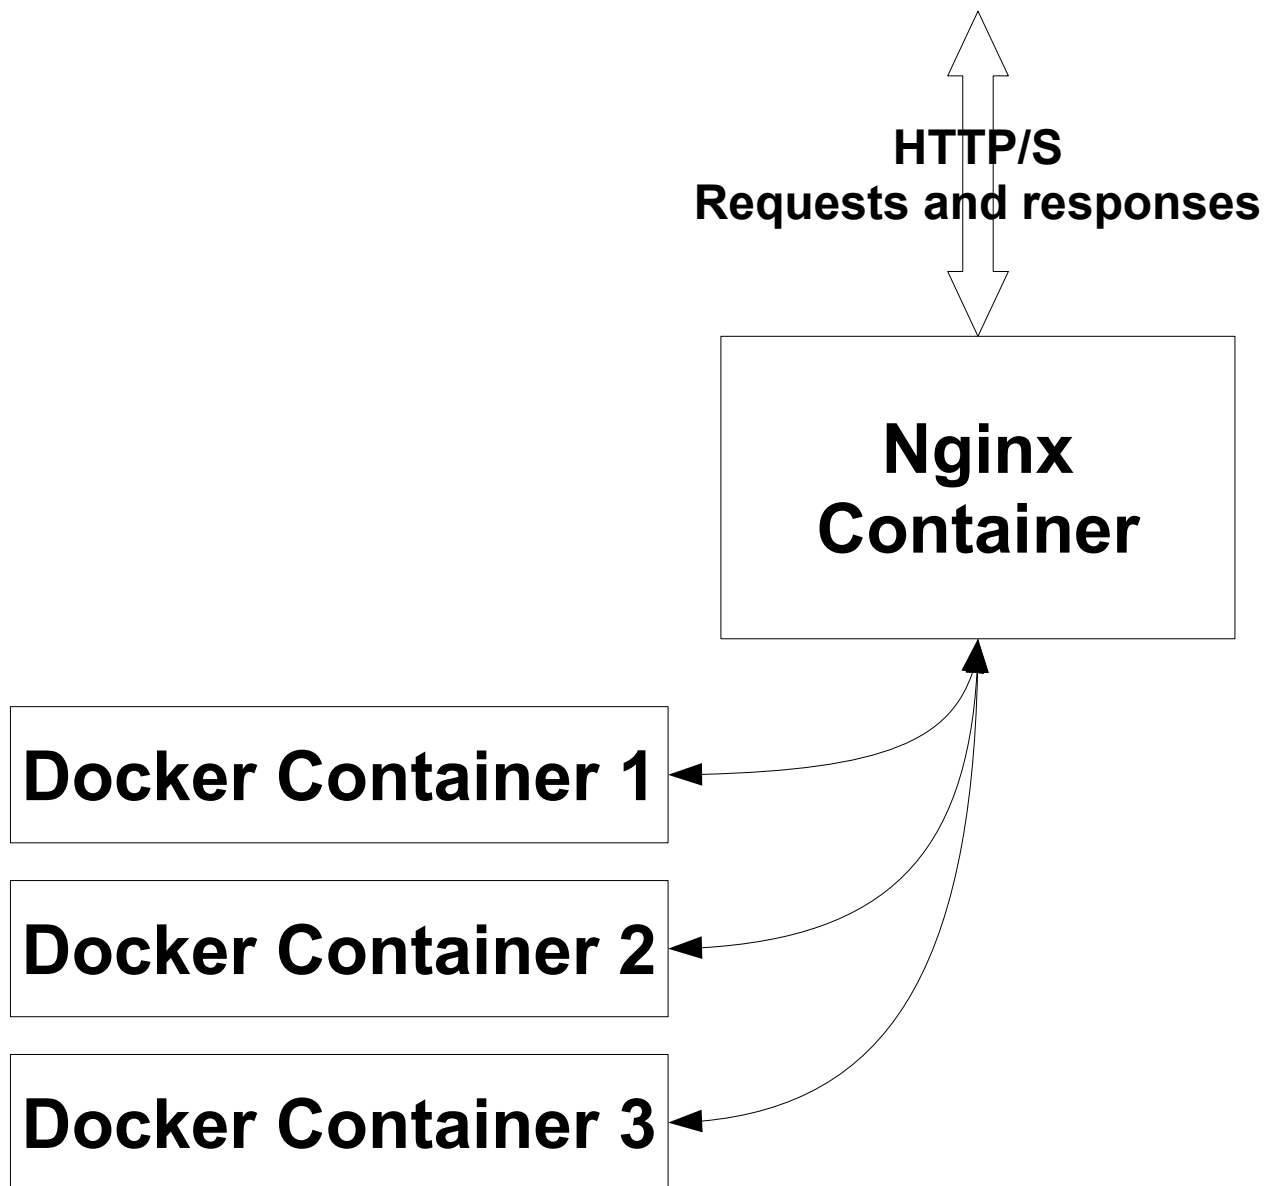 HTTP/S
Requests and responses
Nginx
Container
Docker Container 1
Docker Container 2
Docker Container 3